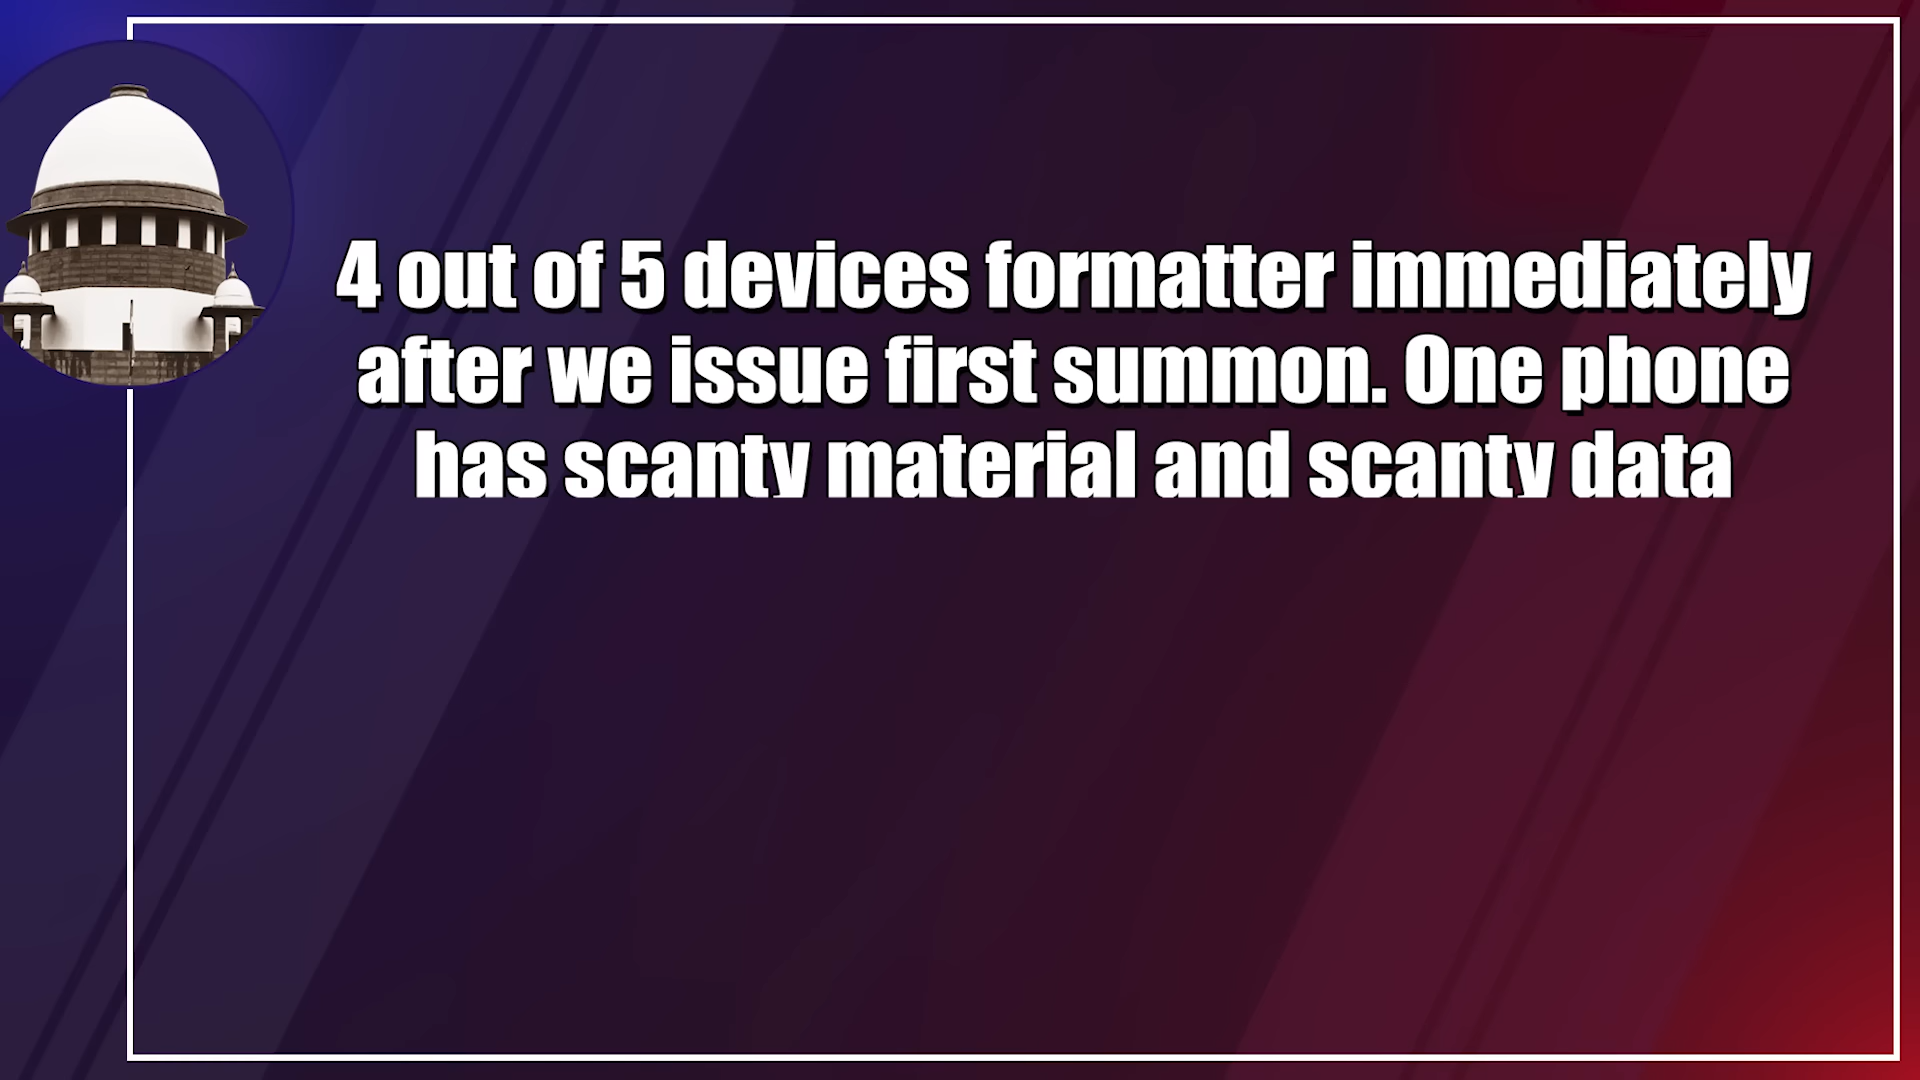 4 out of 5 devices formatter immediately
after we issue first summon. One phone
has scanty material and scanty data